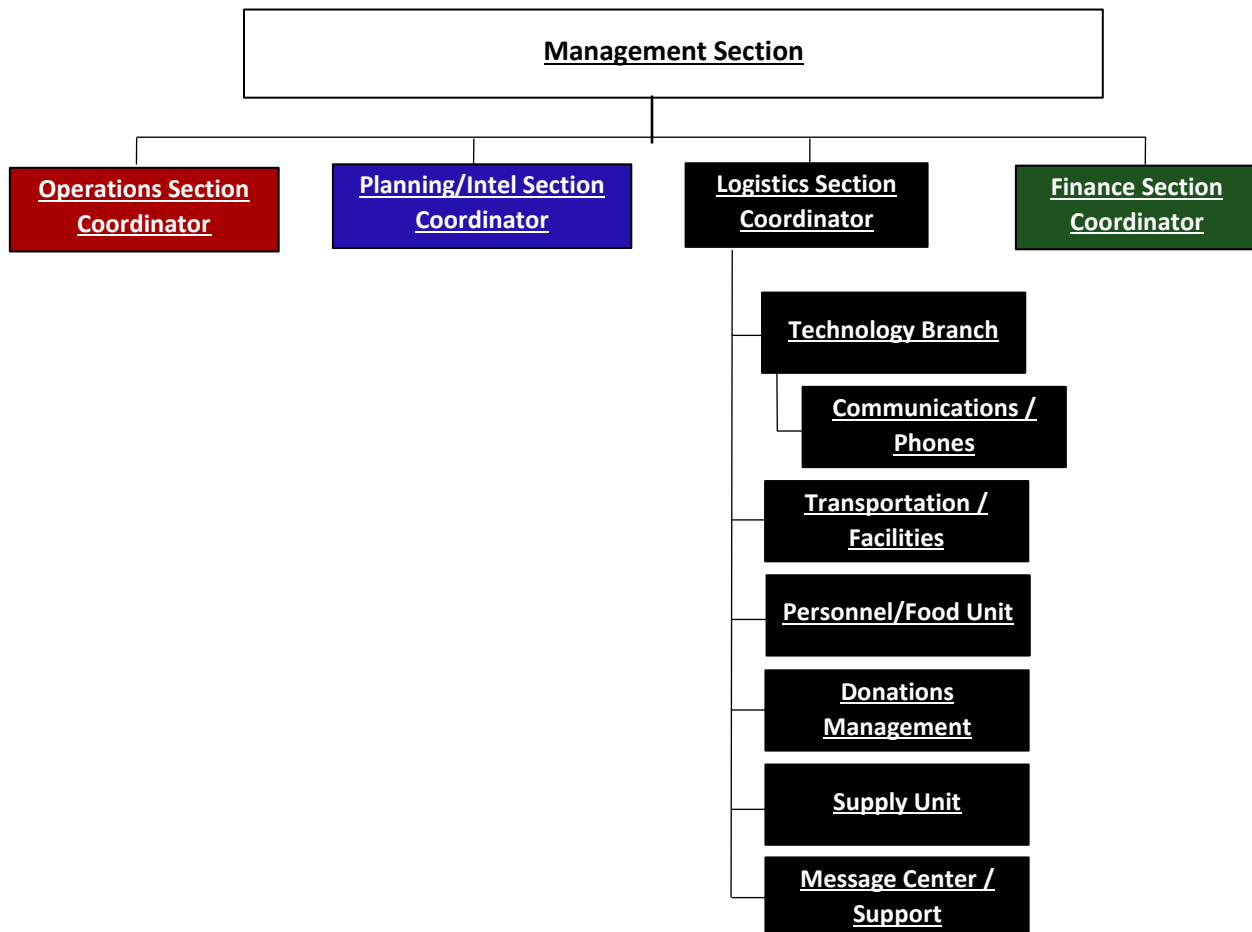 Management Section
Operations Section
Coordinator
Planning/Intel Section
Coordinator
Logistics Section
Coordinator
Finance Section
Coordinator
Technology Branch
Communications /
Phones
Transportation /
Facilities
Personnel/Food Unit
Donations
Management
Supply Unit
Message Center /
Support